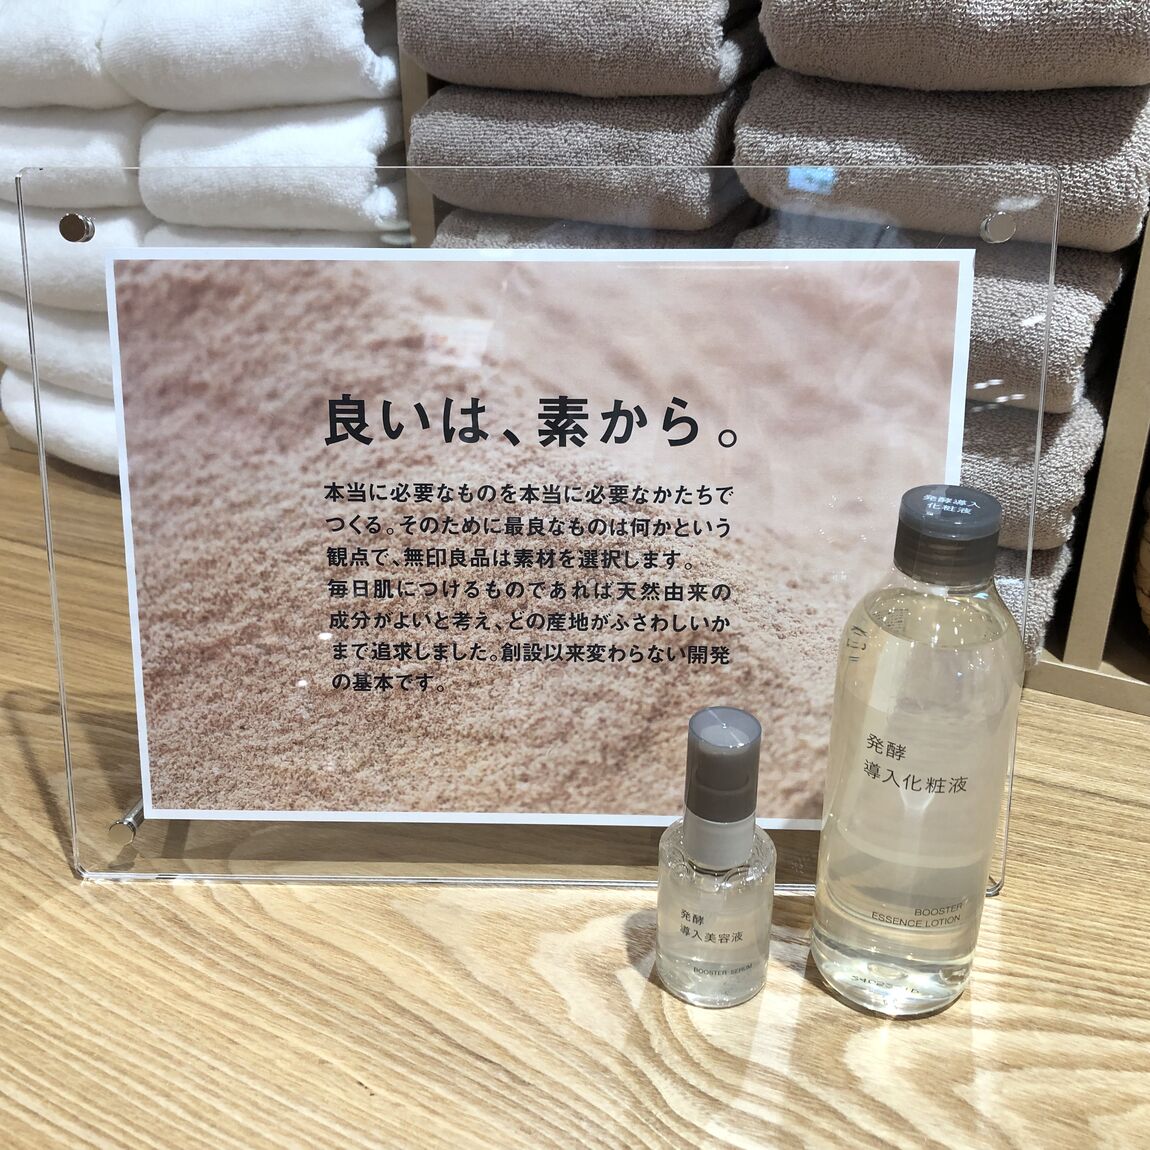 良いは、素から。
本当に必要なものを本当に必要なかたちで
つくる。そのために最良なものは何かという
観点で、無印良品は素材を選択します。
毎日肌につけるものであれば天然由来の
成分がよいと考え、どの産地がふさわしいか
まで追求しました。創設以来変わらない開発
の基本です。
発酵導入
化粧液
発酵
導入化粧液
BOOSTER
ESSENCE LOTION
発酵
導入美容液
BOOSTER SERUM